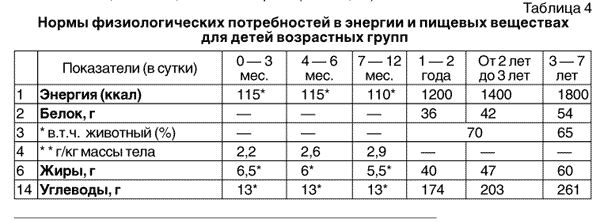 Таблица 4
Нормы физиологических потребностей в энергии и пищевых веществах
для детей возрастных групп
Показатели (в сутки) 0 — 3 мес. 4 — 6 мес. 7 — 12 мес. 1 — 2 года От 2 лет до 3 лет 3 — 7 лет
1 Энергия (ккал) 115* 115* 110* 1200 1400 1800
2 Белок, г — — — 36 42 54
3 * в.т.ч. животный (%) — — — 70 65
4 * * г/кг массы тела 2,2 2,6 2,9 — — —
6 Жиры, г 6,5* 6* 5,5* 40 47 60
14 Углеводы, г 13* 13* 13* 174 203 261